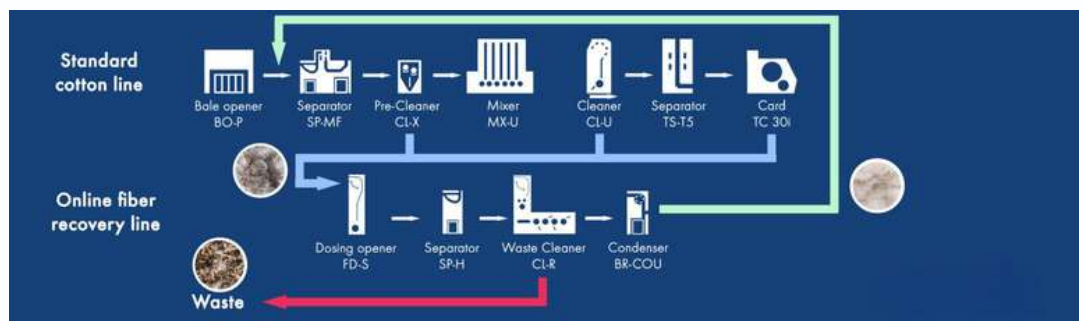 Standard
cotton line
Bale opener
BO-P
Separator
SP-MF
Pre-Cleaner
CL-X
Mixer
MX-U
Cleaner
CL-U
Separator
TS-T5
Card
TC 30i
Online fiber
recovery line
Dosing opener
FD-S
Separator
SP-H
Waste Cleaner
CL-R
Condenser
BR-COU
Waste